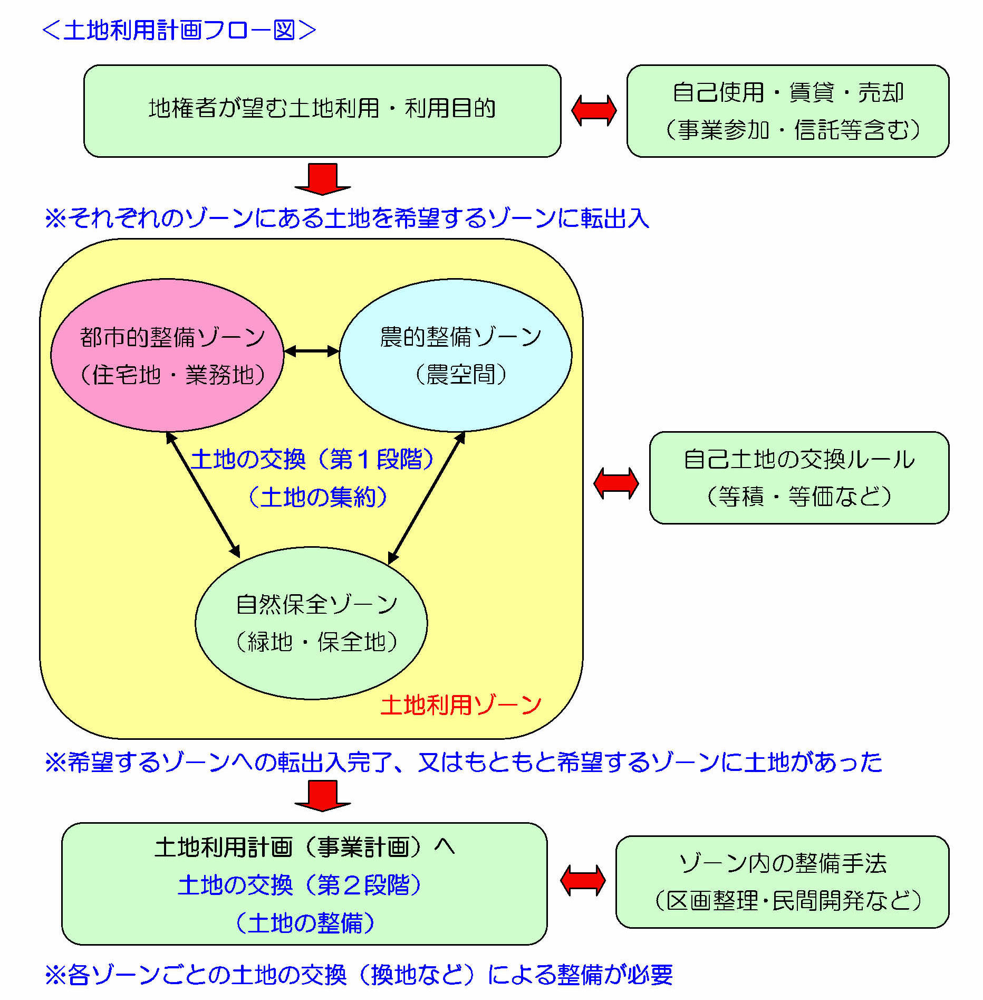 ＜土地利用計画フロー図＞
地権者が望む土地利用・利用目的
自己使用・賃貸・売却
（事業参加・信託等含む）
※それぞれのゾーンにある土地を希望するゾーンに転出入
都市的整備ゾーン
（住宅地・業務地）
農的整備ゾーン
（農空間）
土地の交換（第１段階）
（土地の集約）
自己土地の交換ルール
（等積・等価など）
自然保全ゾーン
（緑地・保全地）
土地利用ゾーン
※希望するゾーンへの転出入完了、又はもともと希望するゾーンに土地があった
土地利用計画（事業計画）へ
土地の交換（第２段階）
（土地の整備）
ゾーン内の整備手法
（区画整理・民間開発など）
※各ゾーンごとの土地の交換（換地など）による整備が必要